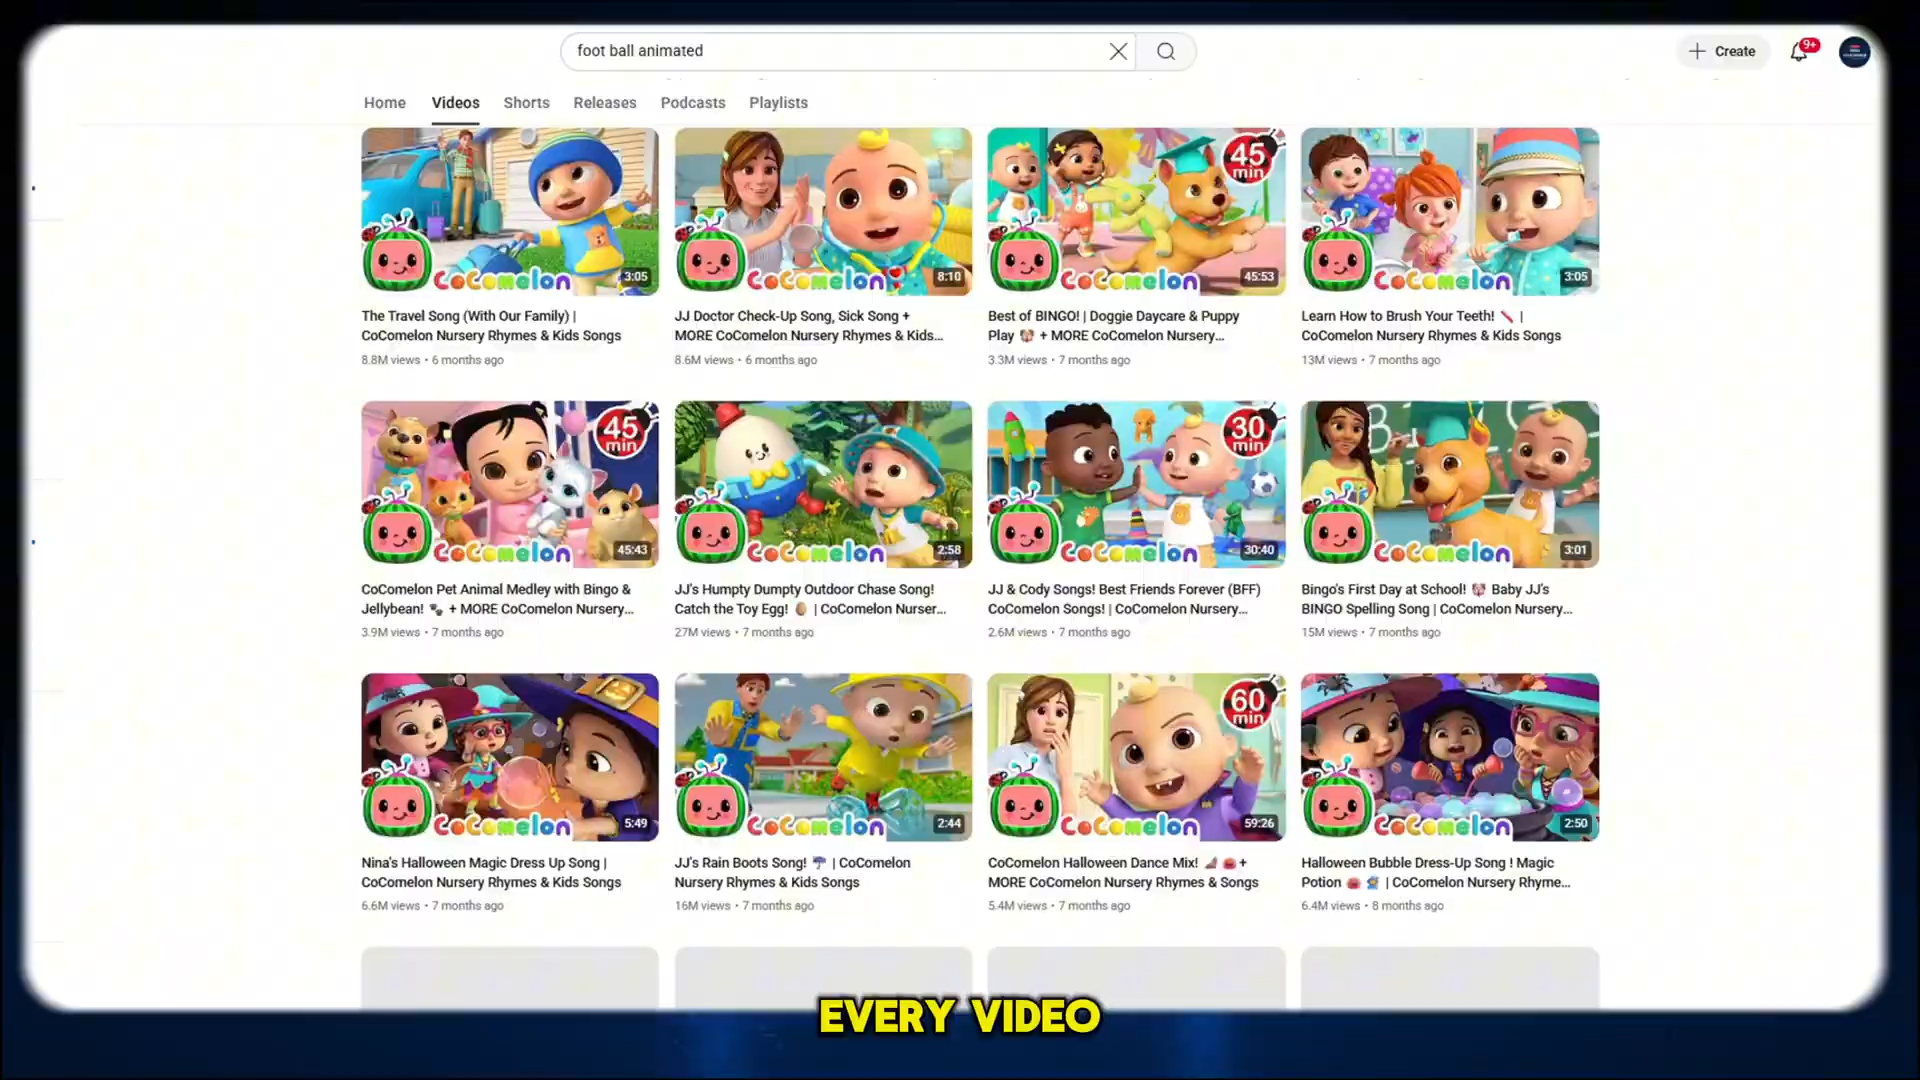 foot ball animated
Create
9+
Home Videos Shorts Releases Podcasts Playlists
CoComelon 3:05
CoComelon 8:10
45 min
CoComelon 45:53
CoComelon 3:05
The Travel Song (With Our Family) |
CoComelon Nursery Rhymes & Kids Songs
8.8M views • 6 months ago
JJ Doctor Check-Up Song, Sick Song +
MORE CoComelon Nursery Rhymes & Kids...
8.6M views • 6 months ago
Best of BINGO! | Doggie Daycare & Puppy
Play 🐶 + MORE CoComelon Nursery...
3.3M views • 7 months ago
Learn How to Brush Your Teeth! 🪥 |
CoComelon Nursery Rhymes & Kids Songs
13M views • 7 months ago
45 min
CoComelon 45:43
CoComelon 2:58
30 min
CoComelon 30:40
B
CoComelon 3:01
CoComelon Pet Animal Medley with Bingo &
Jellybean! 🐾 + MORE CoComelon Nursery...
3.9M views • 7 months ago
JJ's Humpty Dumpty Outdoor Chase Song!
Catch the Toy Egg! 🥚 | CoComelon Nurser...
27M views • 7 months ago
JJ & Cody Songs! Best Friends Forever (BFF)
CoComelon Songs! | CoComelon Nursery...
2.6M views • 7 months ago
Bingo's First Day at School! 🐶 Baby JJ's
BINGO Spelling Song | CoComelon Nursery...
15M views • 7 months ago
CoComelon 5:49
CoComelon 2:44
60 min
CoComelon 59:26
CoComelon 2:50
Nina's Halloween Magic Dress Up Song |
CoComelon Nursery Rhymes & Kids Songs
6.6M views • 7 months ago
JJ's Rain Boots Song! ☔ | CoComelon
Nursery Rhymes & Kids Songs
16M views • 7 months ago
CoComelon Halloween Dance Mix! +
MORE CoComelon Nursery Rhymes & Songs
5.4M views • 7 months ago
Halloween Bubble Dress-Up Song ! Magic
Potion | CoComelon Nursery Rhyme...
6.4M views • 8 months ago
EVERY VIDEO